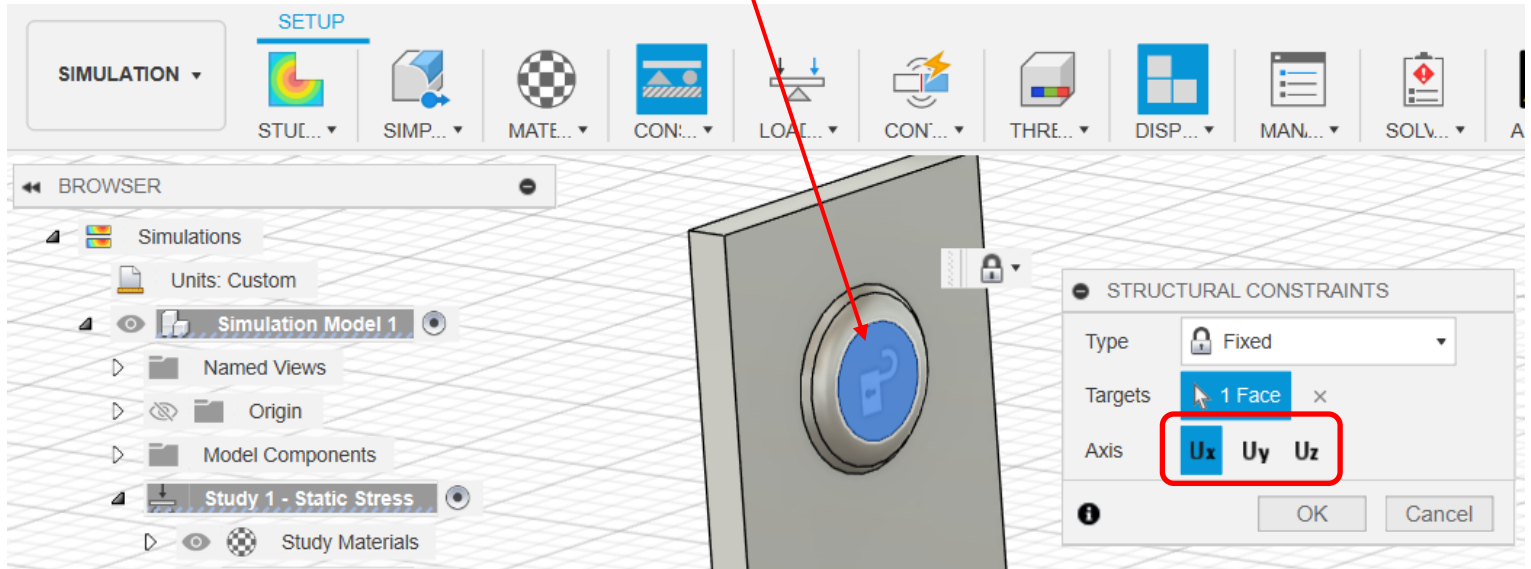 SETUP
SIMULATION
STUD... SIMP... MATE... CONS... LOAD... CONT... THRE... DISP... MANA... SOLV... A
BROWSER
Simulations
Units: Custom
Simulation Model 1
Named Views
Origin
Model Components
Study 1 - Static Stress
Study Materials
STRUCTURAL CONSTRAINTS
Type Fixed
Targets 1 Face
Axis Ux Uy Uz
OK Cancel